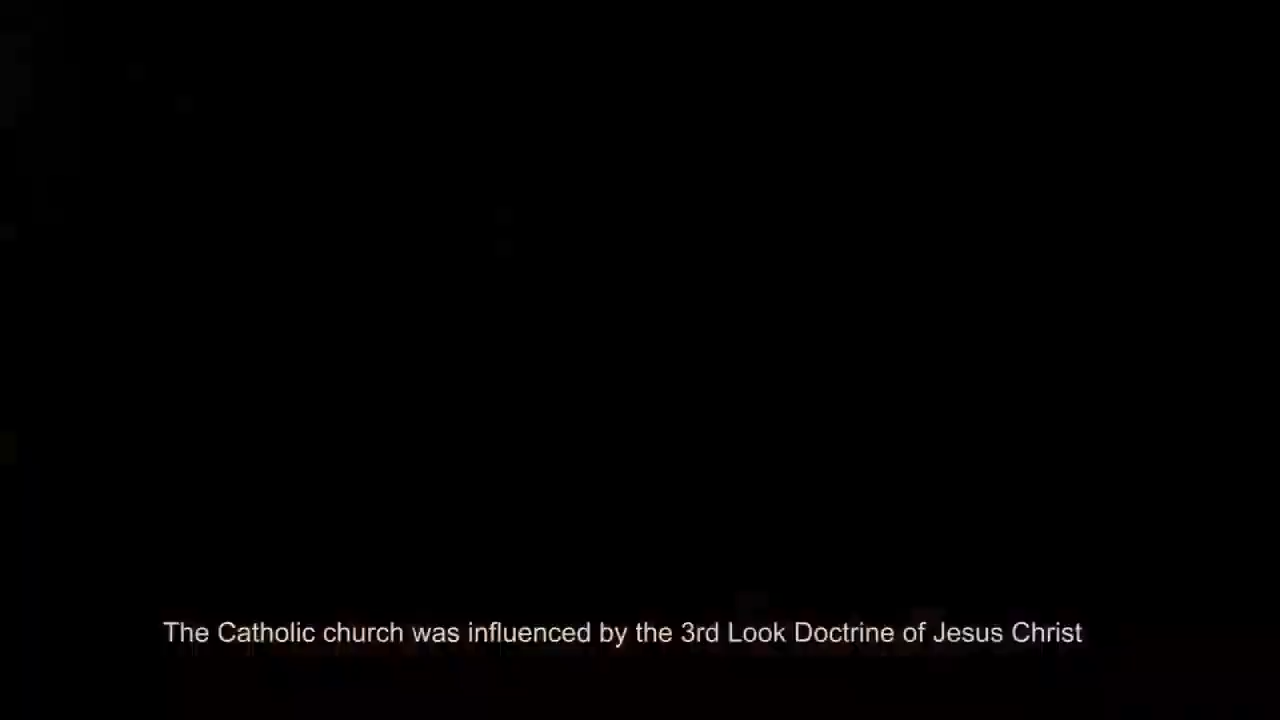 The Catholic church was influenced by the 3rd Look Doctrine of Jesus Christ